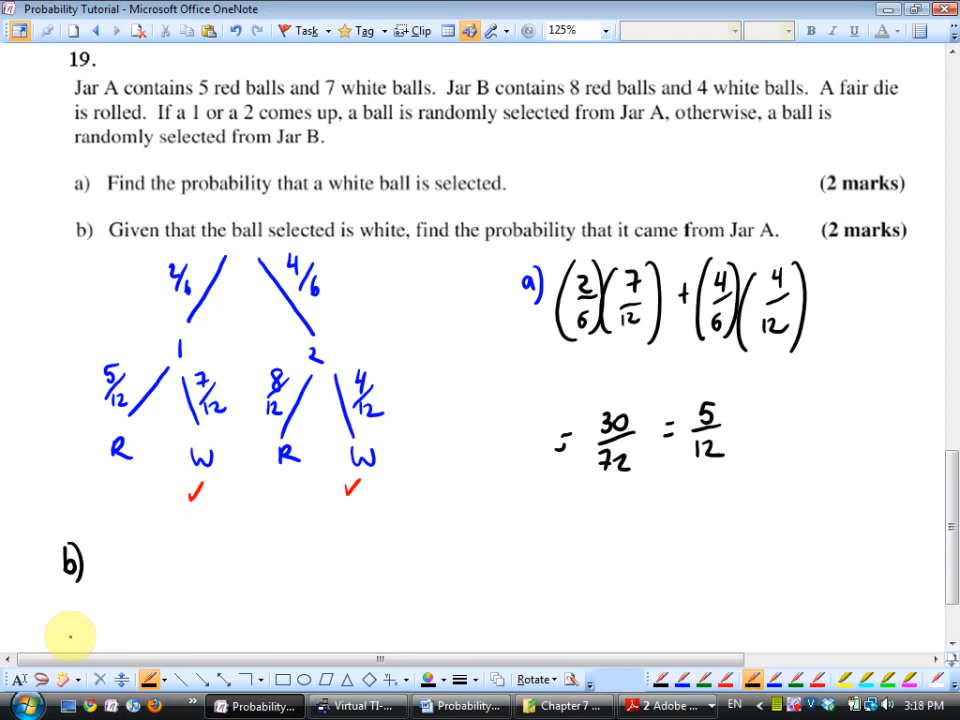 Probability Tutorial - Microsoft Office OneNote
Task Tag Clip 125% B I U A
19.
Jar A contains 5 red balls and 7 white balls. Jar B contains 8 red balls and 4 white balls. A fair die
is rolled. If a 1 or a 2 comes up, a ball is randomly selected from Jar A, otherwise, a ball is
randomly selected from Jar B.
a) Find the probability that a white ball is selected. (2 marks)
b) Given that the ball selected is white, find the probability that it came from Jar A. (2 marks)
2/6 4/6
a) (2/6)(7/12) + (4/6)(4/12)
1 2
5/12 7/12 8/12 4/12
= 30/72 = 5/12
R W R W
✓ ✓
b)
A Rotate
Probability... Virtual TI-... Probability... Chapter 7 ... 2 Adobe ... EN 3:18 PM